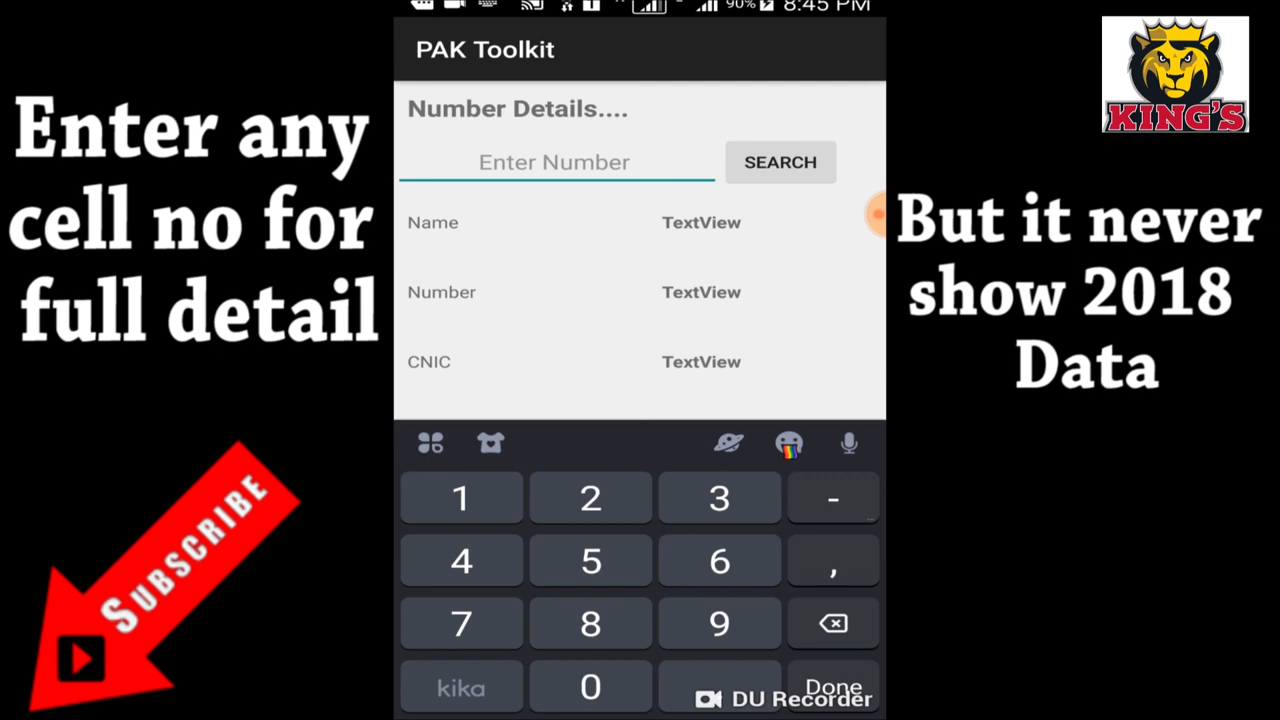 90% 8:45 PM
PAK Toolkit
KING'S
Enter any
cell no for
full detail
Number Details....
Enter Number
SEARCH
Name TextView
Number TextView
CNIC TextView
But it never
show 2018
Data
SUBSCRIBE
1 2 3 -
4 5 6 ,
7 8 9
kika 0 Done
DU Recorder